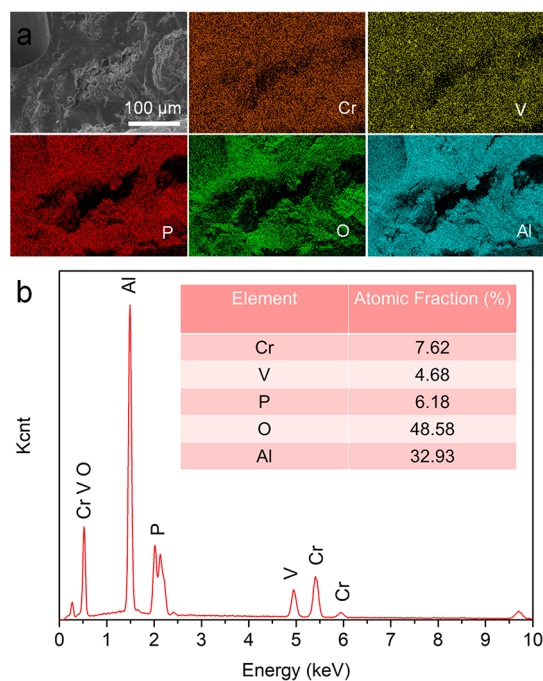 a
100 µm
Cr
V
P
O
Al
b
Element Atomic Fraction (%)
Cr 7.62
V 4.68
P 6.18
O 48.58
Al 32.93
Kcnt
Cr V O
Al
P
V
Cr
Cr
0 1 2 3 4 5 6 7 8 9 10
Energy (keV)